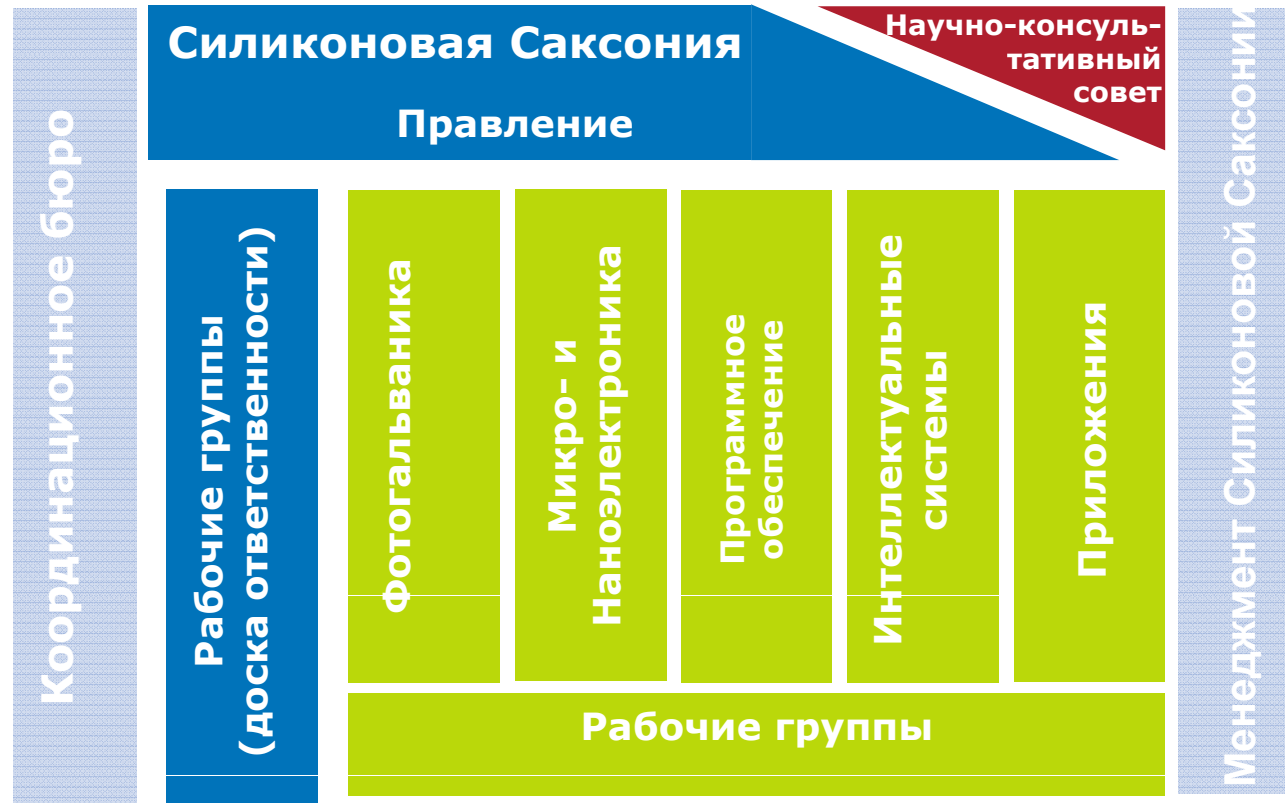 Координационное бюро
Силиконовая Саксония
Правление
Научно-консуль-
тативный
совет
Рабочие группы
(доска ответственности)
Фотогальваника
Микро- и
Наноэлектроника
Программное
обеспечение
Интеллектуальные
системы
Приложения
Рабочие группы
Менеджмент Силиконовой Саксонии